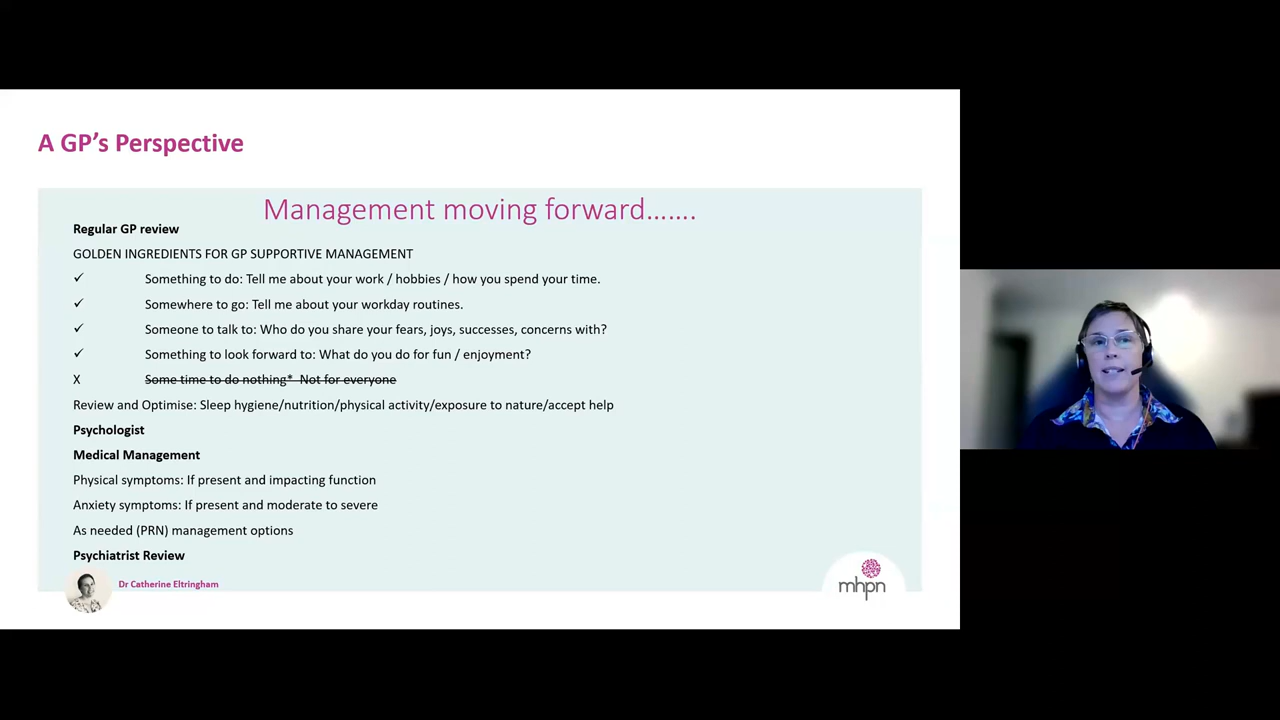 A GP's Perspective
Management moving forward.......
Regular GP review
GOLDEN INGREDIENTS FOR GP SUPPORTIVE MANAGEMENT
✓ Something to do: Tell me about your work / hobbies / how you spend your time.
✓ Somewhere to go: Tell me about your workday routines.
✓ Someone to talk to: Who do you share your fears, joys, successes, concerns with?
✓ Something to look forward to: What do you do for fun / enjoyment?
X Some time to do nothing* Not for everyone
Review and Optimise: Sleep hygiene/nutrition/physical activity/exposure to nature/accept help
Psychologist
Medical Management
Physical symptoms: If present and impacting function
Anxiety symptoms: If present and moderate to severe
As needed (PRN) management options
Psychiatrist Review
Dr Catherine Eltringham
mhpn